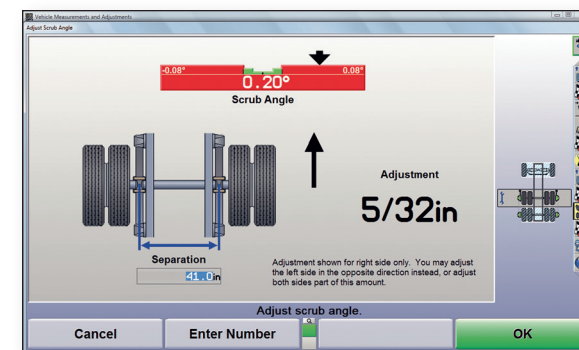 Vehicle Measurements and Adjustments
Adjust Scrub Angle
-0.08° 0.08°
0.20°
Scrub Angle
Adjustment
5/32in
Separation
41.0in
Adjustment shown for right side only. You may adjust
the left side in the opposite direction instead, or adjust
both sides part of this amount.
Adjust scrub angle.
Cancel
Enter Number
OK